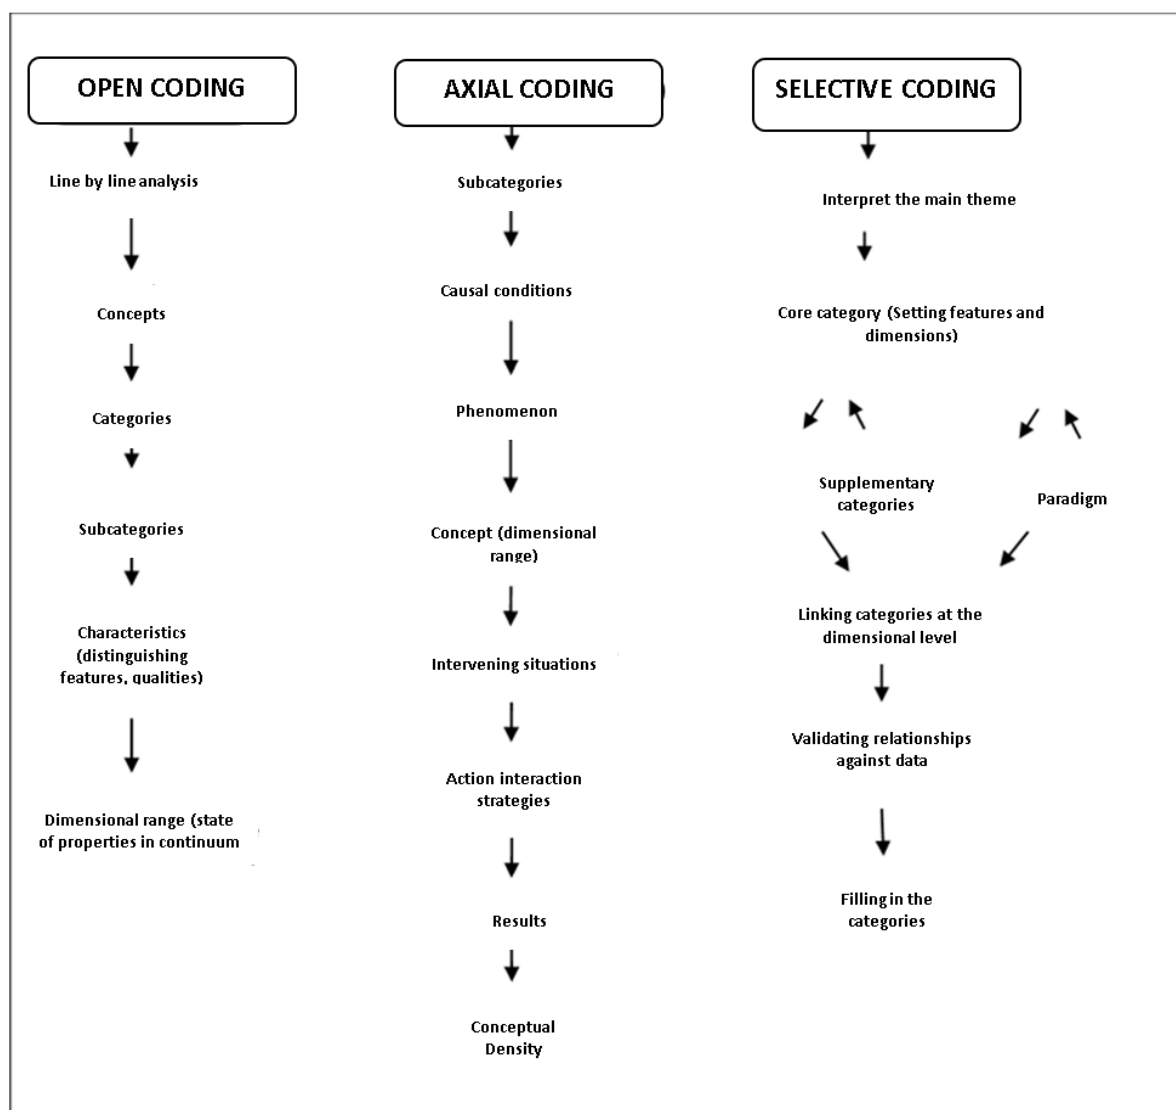 OPEN CODING
Line by line analysis
Concepts
Categories
Subcategories
Characteristics
(distinguishing
features, qualities)
Dimensional range (state
of properties in continuum
AXIAL CODING
Subcategories
Causal conditions
Phenomenon
Concept (dimensional
range)
Intervening situations
Action interaction
strategies
Results
Conceptual
Density
SELECTIVE CODING
Interpret the main theme
Core category (Setting features and
dimensions)
Supplementary
categories
Paradigm
Linking categories at the
dimensional level
Validating relationships
against data
Filling in the
categories